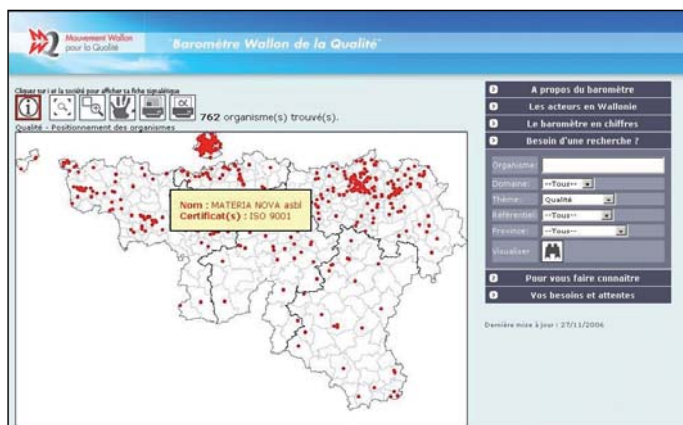 Mouvement Wallon
pour la Qualité
"Baromètre Wallon de la Qualité"
Cliquez sur i et la société pour afficher sa fiche signalétique
762 organisme(s) trouvé(s).
Qualité - Positionnement des organismes
Nom : MATERIA NOVA asbl
Certificat(s) : ISO 9001
A propos du baromètre
Les acteurs en Wallonie
Le baromètre en chiffres
Besoin d'une recherche ?
Organisme:
Domaine: --Tous--
Thème: Qualité
Référentiel: --Tous--
Province: --Tous--
Visualiser
Pour vous faire connaître
Vos besoins et attentes
Dernière mise à jour : 27/11/2006